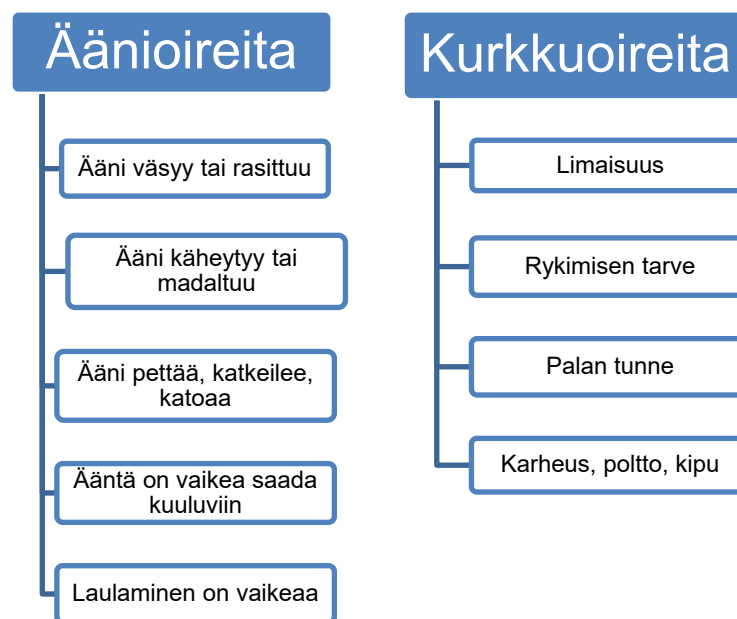 Äänioireita
Ääni väsyy tai rasittuu
Ääni käheytyy tai
madaltuu
Ääni pettää, katkeilee,
katoaa
Ääntä on vaikea saada
kuuluviin
Laulaminen on vaikeaa
Kurkkuoireita
Limaisuus
Rykimisen tarve
Palan tunne
Karheus, poltto, kipu